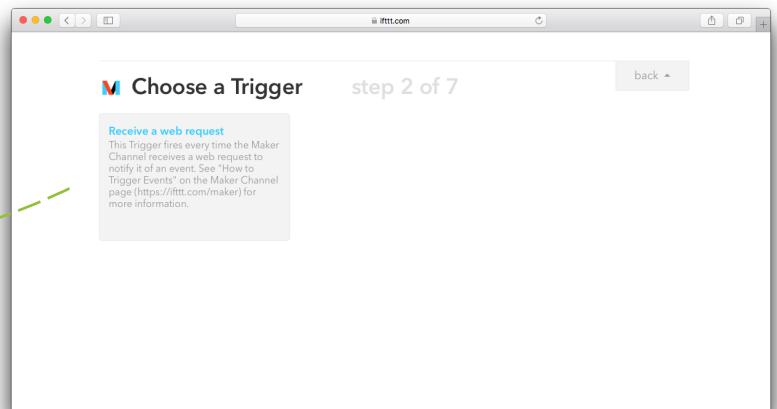 ifttt.com
Choose a Trigger step 2 of 7
back
Receive a web request
This Trigger fires every time the Maker
Channel receives a web request to
notify it of an event. See "How to
Trigger Events" on the Maker Channel
page (https://ifttt.com/maker) for
more information.